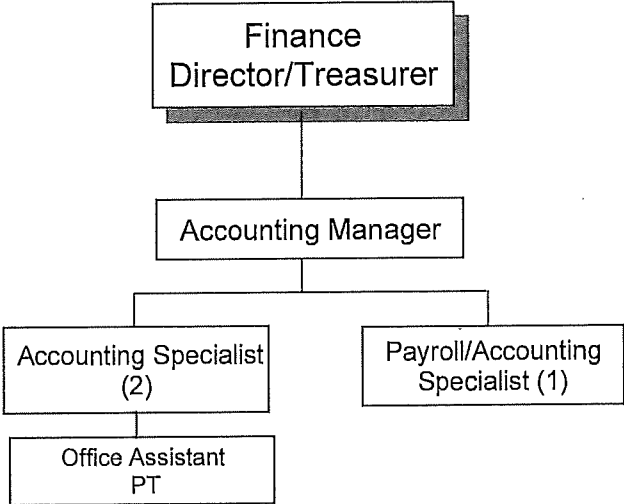 Finance
Director/Treasurer
Accounting Manager
Accounting Specialist
(2)
Payroll/Accounting
Specialist (1)
Office Assistant
PT